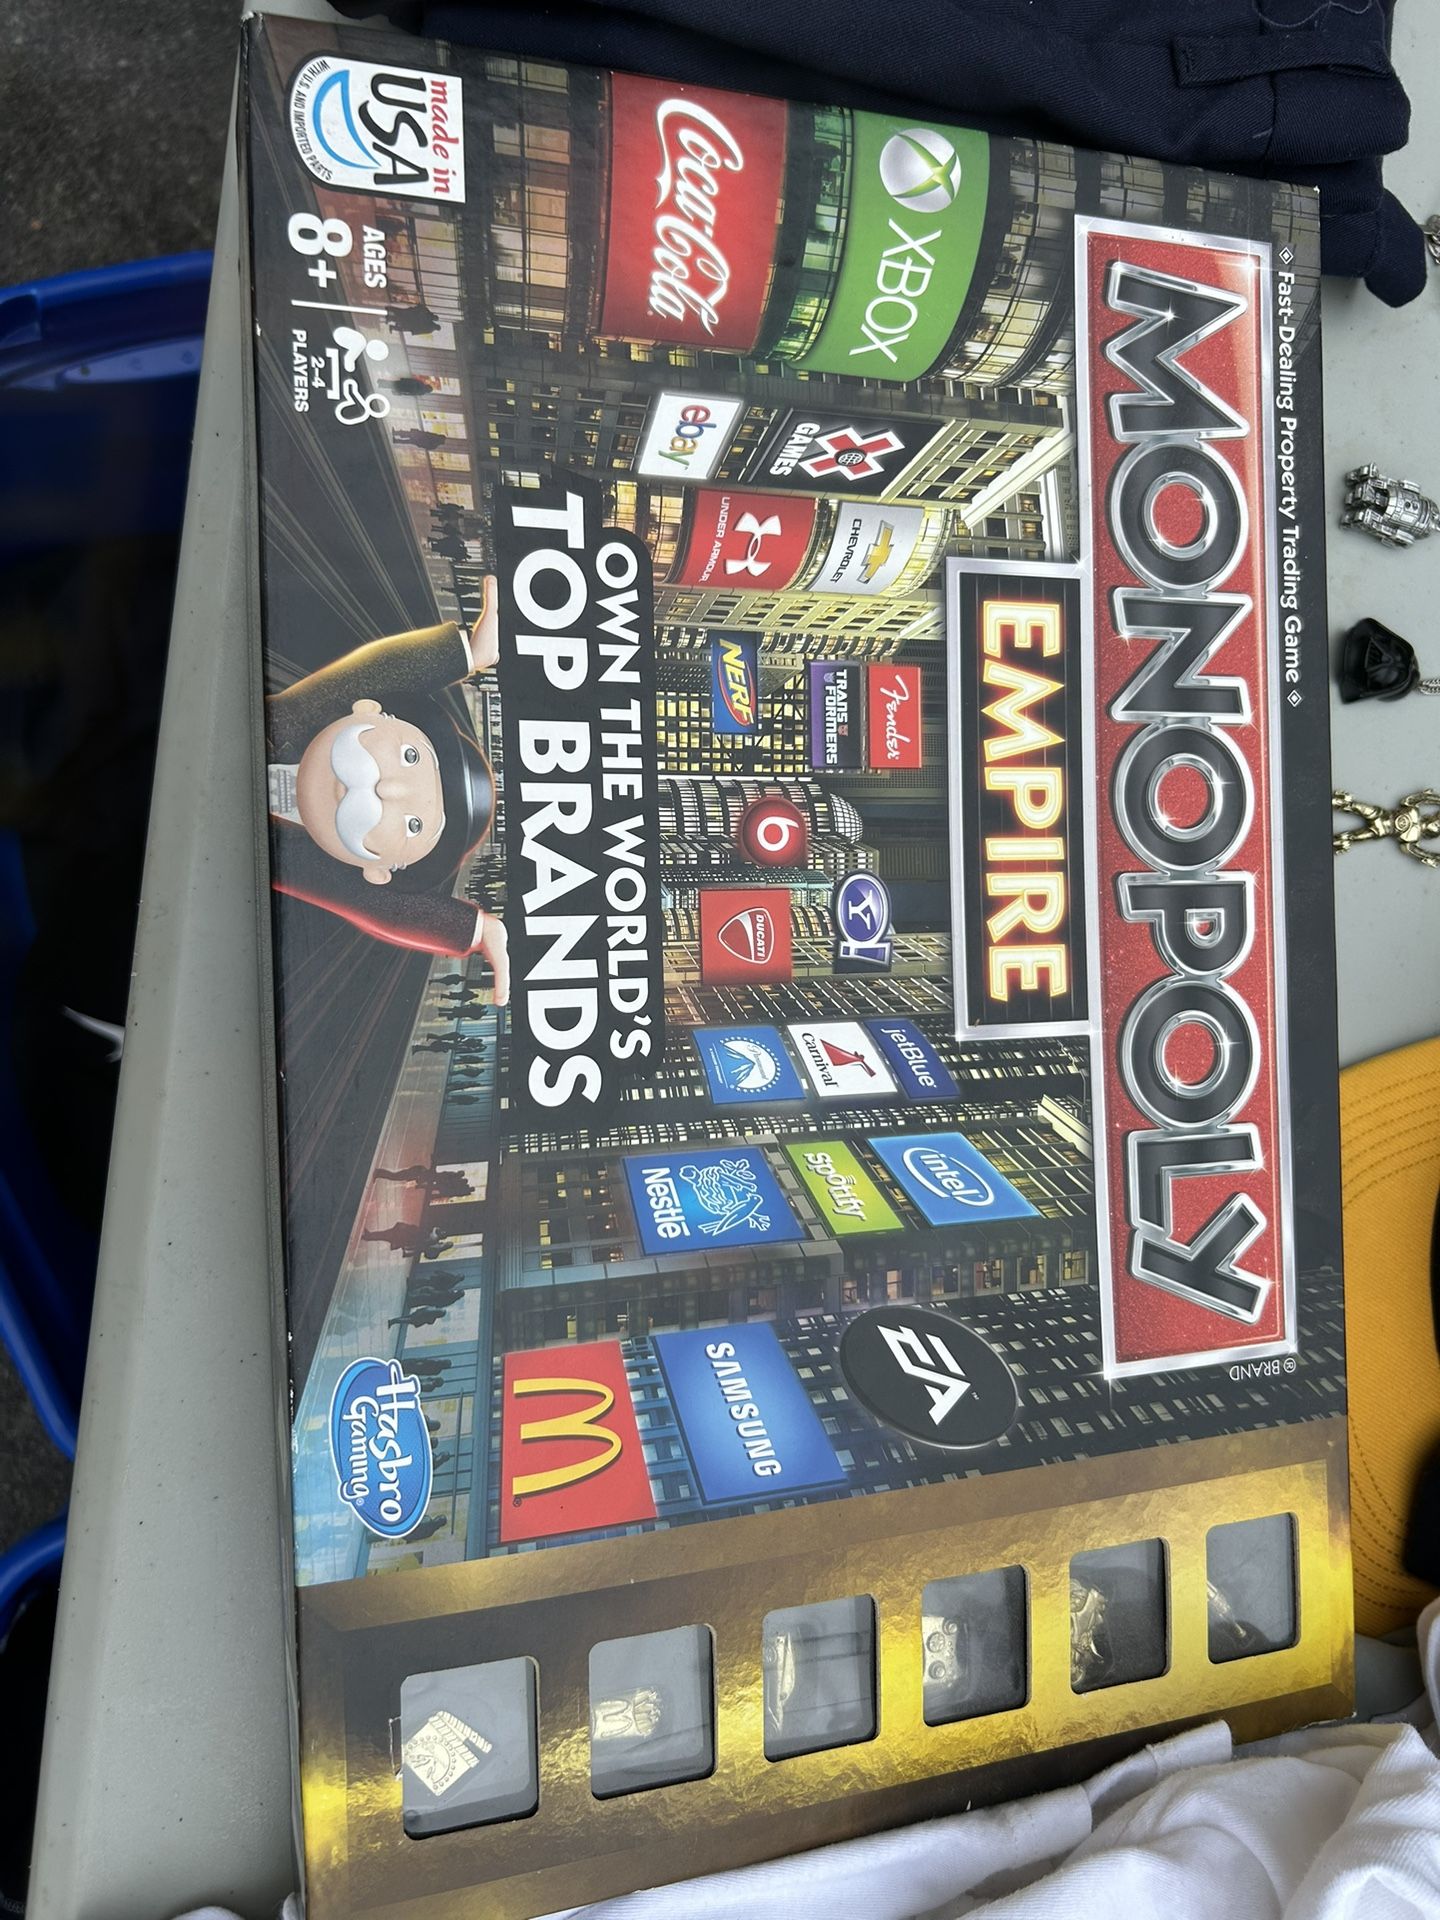 Fast-Dealing Property Trading Game
MONOPOLY
® BRAND
EMPIRE
XBOX
Coca-Cola
X
GAMES
ebay
CHEVROLET
UNDER ARMOUR
Fender
TRANS
FORMERS
NERF
b
Y!
DUCATI
jetBlue
Carnival
Paramount
intel
Spotify
Nestlé
EA
SAMSUNG
M
OWN THE WORLD'S
TOP BRANDS
made in
USA
WITH U.S. AND IMPORTED PARTS
AGES
8+
2-4
PLAYERS
Hasbro
Gaming